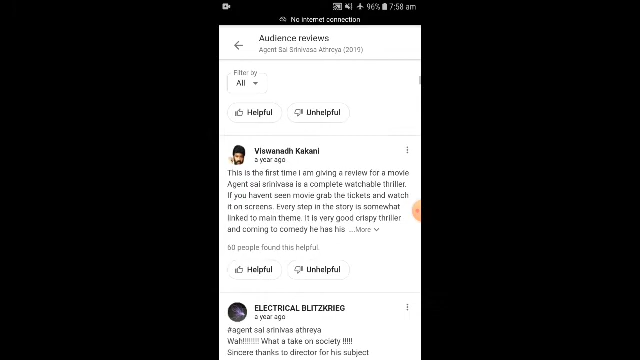 96% 7:58 am
No internet connection
Audience reviews
Agent Sai Srinivasa Athreya (2019)
Filter by
All
Helpful Unhelpful
Viswanadh Kakani
a year ago
This is the first time i am giving a review for a movie
Agent sai srinivasa is a complete watchable thriller.
If you havent seen movie grab the tickets and watch
it on screens. Every step in the story is somewhat
linked to main theme. It is very good crispy thriller
and coming to comedy he has his ...More
60 people found this helpful.
Helpful Unhelpful
ELECTRICAL BLITZKRIEG
a year ago
#agent sai srinivas athreya
Wah!!!!!!!! What a take on society !!!!!
Sincere thanks to director for his subject